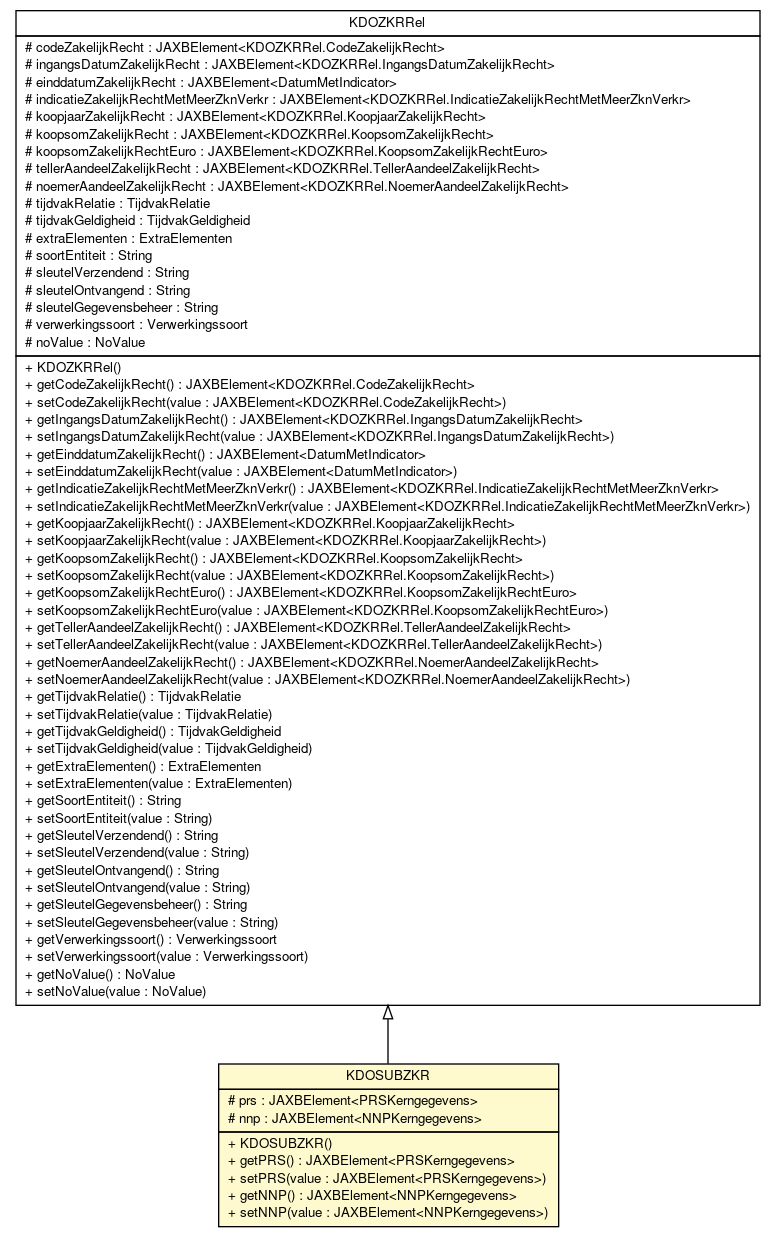 KDOZKRRel
# codeZakelijkRecht : JAXBElement<KDOZKRRel.CodeZakelijkRecht>
# ingangsDatumZakelijkRecht : JAXBElement<KDOZKRRel.IngangsDatumZakelijkRecht>
# einddatumZakelijkRecht : JAXBElement<DatumMetIndicator>
# indicatieZakelijkRechtMetMeerZknVerkr : JAXBElement<KDOZKRRel.IndicatieZakelijkRechtMetMeerZknVerkr>
# koopjaarZakelijkRecht : JAXBElement<KDOZKRRel.KoopjaarZakelijkRecht>
# koopsomZakelijkRecht : JAXBElement<KDOZKRRel.KoopsomZakelijkRecht>
# koopsomZakelijkRechtEuro : JAXBElement<KDOZKRRel.KoopsomZakelijkRechtEuro>
# tellerAandeelZakelijkRecht : JAXBElement<KDOZKRRel.TellerAandeelZakelijkRecht>
# noemerAandeelZakelijkRecht : JAXBElement<KDOZKRRel.NoemerAandeelZakelijkRecht>
# tijdvakRelatie : TijdvakRelatie
# tijdvakGeldigheid : TijdvakGeldigheid
# extraElementen : ExtraElementen
# soortEntiteit : String
# sleutelVerzendend : String
# sleutelOntvangend : String
# sleutelGegevensbeheer : String
# verwerkingssoort : Verwerkingssoort
# noValue : NoValue
+ KDOZKRRel()
+ getCodeZakelijkRecht() : JAXBElement<KDOZKRRel.CodeZakelijkRecht>
+ setCodeZakelijkRecht(value : JAXBElement<KDOZKRRel.CodeZakelijkRecht>)
+ getIngangsDatumZakelijkRecht() : JAXBElement<KDOZKRRel.IngangsDatumZakelijkRecht>
+ setIngangsDatumZakelijkRecht(value : JAXBElement<KDOZKRRel.IngangsDatumZakelijkRecht>)
+ getEinddatumZakelijkRecht() : JAXBElement<DatumMetIndicator>
+ setEinddatumZakelijkRecht(value : JAXBElement<DatumMetIndicator>)
+ getIndicatieZakelijkRechtMetMeerZknVerkr() : JAXBElement<KDOZKRRel.IndicatieZakelijkRechtMetMeerZknVerkr>
+ setIndicatieZakelijkRechtMetMeerZknVerkr(value : JAXBElement<KDOZKRRel.IndicatieZakelijkRechtMetMeerZknVerkr>)
+ getKoopjaarZakelijkRecht() : JAXBElement<KDOZKRRel.KoopjaarZakelijkRecht>
+ setKoopjaarZakelijkRecht(value : JAXBElement<KDOZKRRel.KoopjaarZakelijkRecht>)
+ getKoopsomZakelijkRecht() : JAXBElement<KDOZKRRel.KoopsomZakelijkRecht>
+ setKoopsomZakelijkRecht(value : JAXBElement<KDOZKRRel.KoopsomZakelijkRecht>)
+ getKoopsomZakelijkRechtEuro() : JAXBElement<KDOZKRRel.KoopsomZakelijkRechtEuro>
+ setKoopsomZakelijkRechtEuro(value : JAXBElement<KDOZKRRel.KoopsomZakelijkRechtEuro>)
+ getTellerAandeelZakelijkRecht() : JAXBElement<KDOZKRRel.TellerAandeelZakelijkRecht>
+ setTellerAandeelZakelijkRecht(value : JAXBElement<KDOZKRRel.TellerAandeelZakelijkRecht>)
+ getNoemerAandeelZakelijkRecht() : JAXBElement<KDOZKRRel.NoemerAandeelZakelijkRecht>
+ setNoemerAandeelZakelijkRecht(value : JAXBElement<KDOZKRRel.NoemerAandeelZakelijkRecht>)
+ getTijdvakRelatie() : TijdvakRelatie
+ setTijdvakRelatie(value : TijdvakRelatie)
+ getTijdvakGeldigheid() : TijdvakGeldigheid
+ setTijdvakGeldigheid(value : TijdvakGeldigheid)
+ getExtraElementen() : ExtraElementen
+ setExtraElementen(value : ExtraElementen)
+ getSoortEntiteit() : String
+ setSoortEntiteit(value : String)
+ getSleutelVerzendend() : String
+ setSleutelVerzendend(value : String)
+ getSleutelOntvangend() : String
+ setSleutelOntvangend(value : String)
+ getSleutelGegevensbeheer() : String
+ setSleutelGegevensbeheer(value : String)
+ getVerwerkingssoort() : Verwerkingssoort
+ setVerwerkingssoort(value : Verwerkingssoort)
+ getNoValue() : NoValue
+ setNoValue(value : NoValue)
KDOSUBZKR
# prs : JAXBElement<PRSKerngegevens>
# nnp : JAXBElement<NNPKerngegevens>
+ KDOSUBZKR()
+ getPRS() : JAXBElement<PRSKerngegevens>
+ setPRS(value : JAXBElement<PRSKerngegevens>)
+ getNNP() : JAXBElement<NNPKerngegevens>
+ setNNP(value : JAXBElement<NNPKerngegevens>)